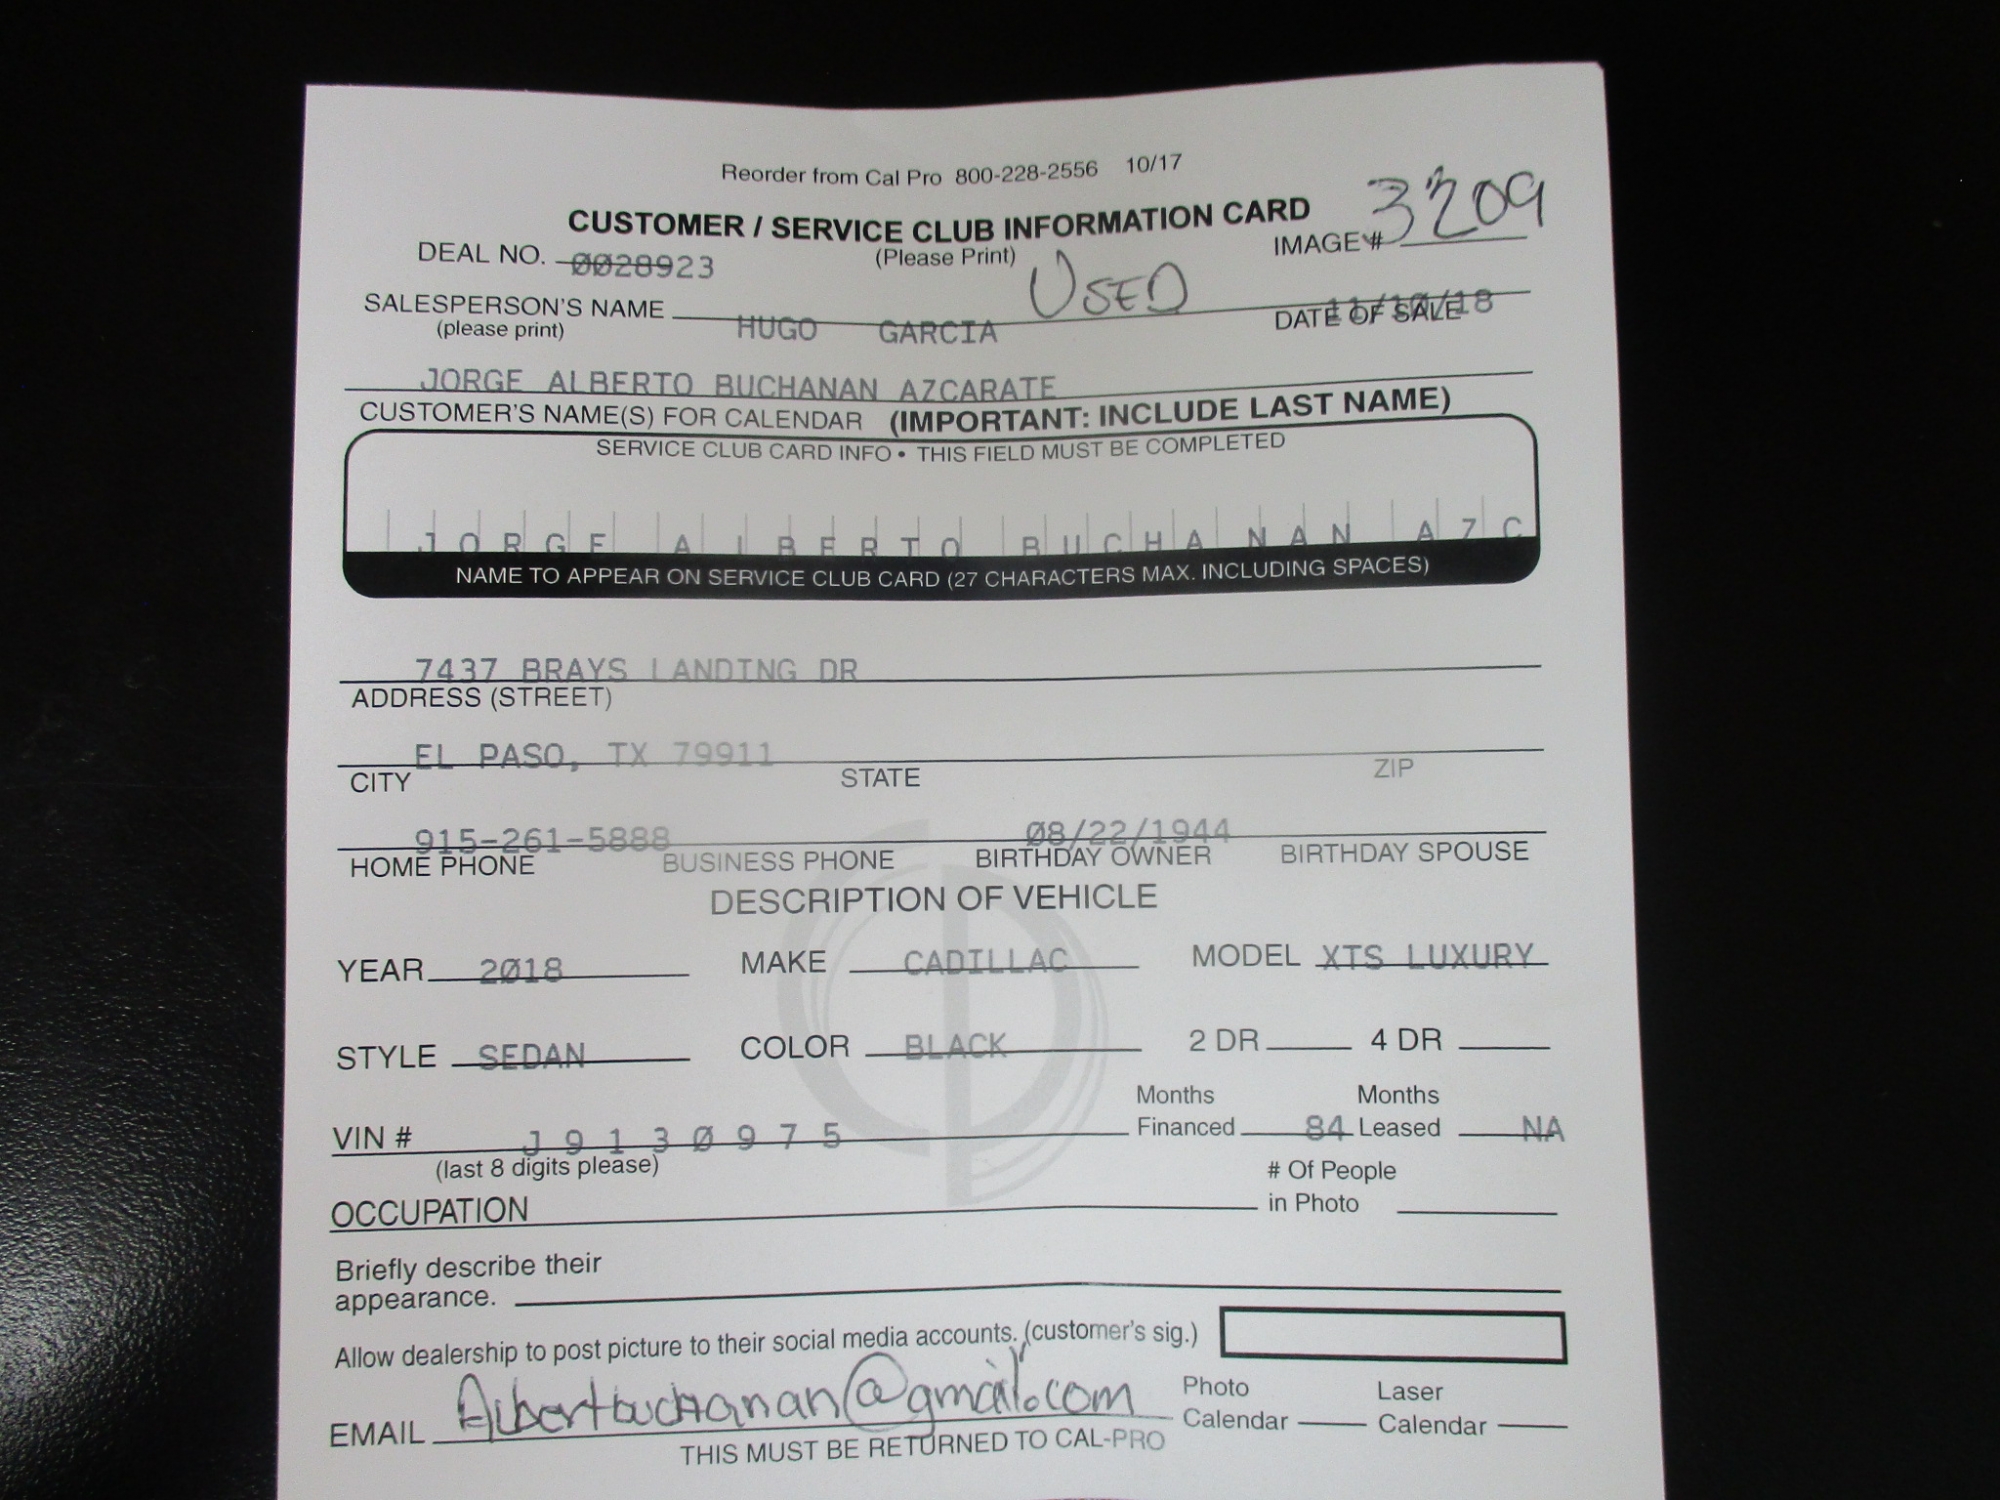 Reorder from Cal Pro 800-228-2556 10/17
CUSTOMER / SERVICE CLUB INFORMATION CARD
(Please Print)
IMAGE # 3209
DEAL NO. 0028923
USED
SALESPERSON'S NAME HUGO GARCIA
(please print)
DATE OF SALE 11/10/18
JORGE ALBERTO BUCHANAN AZCARATE
CUSTOMER'S NAME(S) FOR CALENDAR (IMPORTANT: INCLUDE LAST NAME)
SERVICE CLUB CARD INFO • THIS FIELD MUST BE COMPLETED
JORGE ALBERTO BUCHANAN AZC
NAME TO APPEAR ON SERVICE CLUB CARD (27 CHARACTERS MAX. INCLUDING SPACES)
7437 BRAYS LANDING DR
ADDRESS (STREET)
EL PASO, TX 79911
CITY STATE ZIP
915-261-5888 08/22/1944
HOME PHONE BUSINESS PHONE BIRTHDAY OWNER BIRTHDAY SPOUSE
DESCRIPTION OF VEHICLE
YEAR 2018 MAKE CADILLAC MODEL XTS LUXURY
STYLE SEDAN COLOR BLACK 2 DR 4 DR
VIN # J9130975
(last 8 digits please)
Months Financed 84 Months Leased NA
OCCUPATION
# Of People
in Photo
Briefly describe their
appearance.
Allow dealership to post picture to their social media accounts. (customer's sig.)
EMAIL Albertbuchanan@gmail.com
Photo Calendar Laser Calendar
THIS MUST BE RETURNED TO CAL-PRO